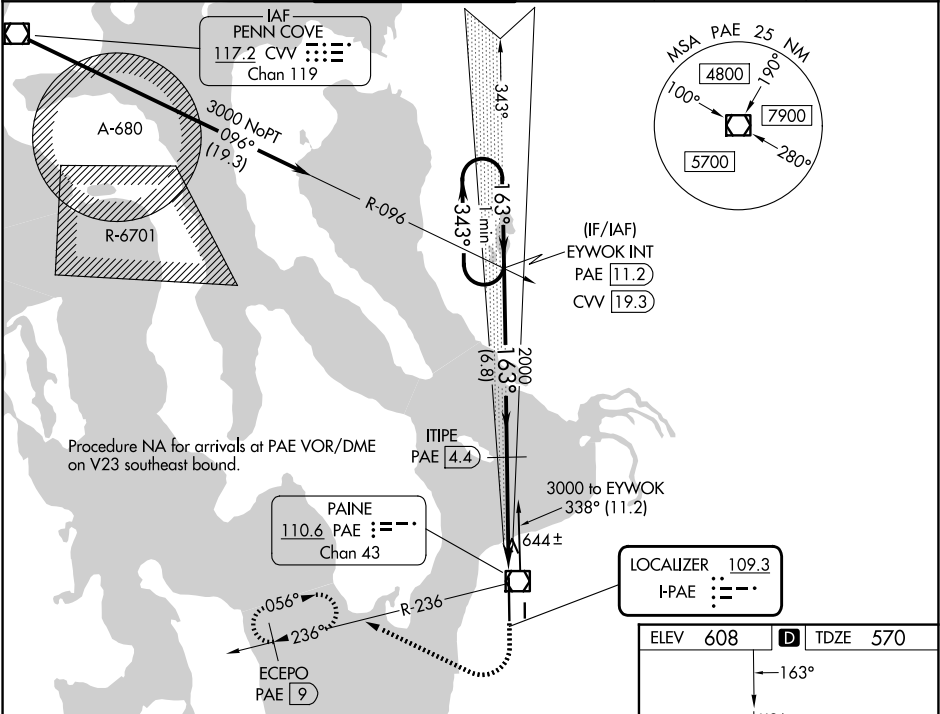 IAF
PENN COVE
117.2 CVV
Chan 119
A-680
R-6701
3000 NoPT
096°
(19.3)
R-096
343°
163°
343°
1 min
(IF/IAF)
EYWOK INT
PAE 11.2
CVV 19.3
MSA PAE 25 NM
4800
190°
100°
7900
5700
280°
2000
163°
(6.8)
Procedure NA for arrivals at PAE VOR/DME
on V23 southeast bound.
ITIPE
PAE 4.4
3000 to EYWOK
338° (11.2)
644±
PAINE
110.6 PAE
Chan 43
LOCALIZER 109.3
I-PAE
R-236
056°
236°
ECEPO
PAE 9
ELEV 608 D TDZE 570
163°